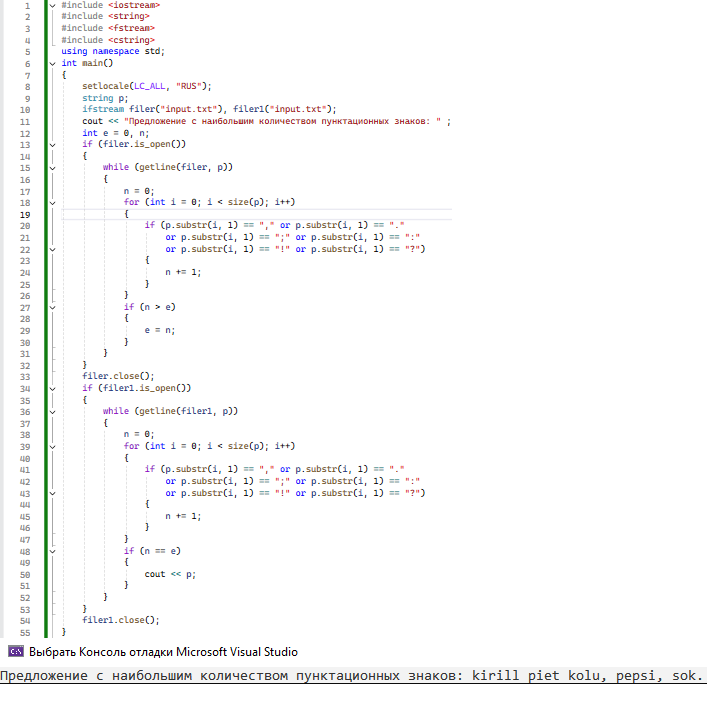 1 #include <iostream>
2 #include <string>
3 #include <fstream>
4 #include <cstring>
5 using namespace std;
6 int main()
7 {
8 setlocale(LC_ALL, "RUS");
9 string p;
10 ifstream filer("input.txt"), filer1("input.txt");
11 cout << "Предложение с наибольшим количеством пунктационных знаков: " ;
12 int e = 0, n;
13 if (filer.is_open())
14 {
15 while (getline(filer, p))
16 {
17 n = 0;
18 for (int i = 0; i < size(p); i++)
19 {
20 if (p.substr(i, 1) == "," or p.substr(i, 1) == "."
21 or p.substr(i, 1) == ";" or p.substr(i, 1) == ":"
22 or p.substr(i, 1) == "!" or p.substr(i, 1) == "?")
23 {
24 n += 1;
25 }
26 }
27 if (n > e)
28 {
29 e = n;
30 }
31 }
32 }
33 filer.close();
34 if (filer1.is_open())
35 {
36 while (getline(filer1, p))
37 {
38 n = 0;
39 for (int i = 0; i < size(p); i++)
40 {
41 if (p.substr(i, 1) == "," or p.substr(i, 1) == "."
42 or p.substr(i, 1) == ";" or p.substr(i, 1) == ":"
43 or p.substr(i, 1) == "!" or p.substr(i, 1) == "?")
44 {
45 n += 1;
46 }
47 }
48 if (n == e)
49 {
50 cout << p;
51 }
52 }
53 }
54 filer1.close();
55 }
Выбрать Консоль отладки Microsoft Visual Studio
Предложение с наибольшим количеством пунктационных знаков: kirill piet kolu, pepsi, sok.